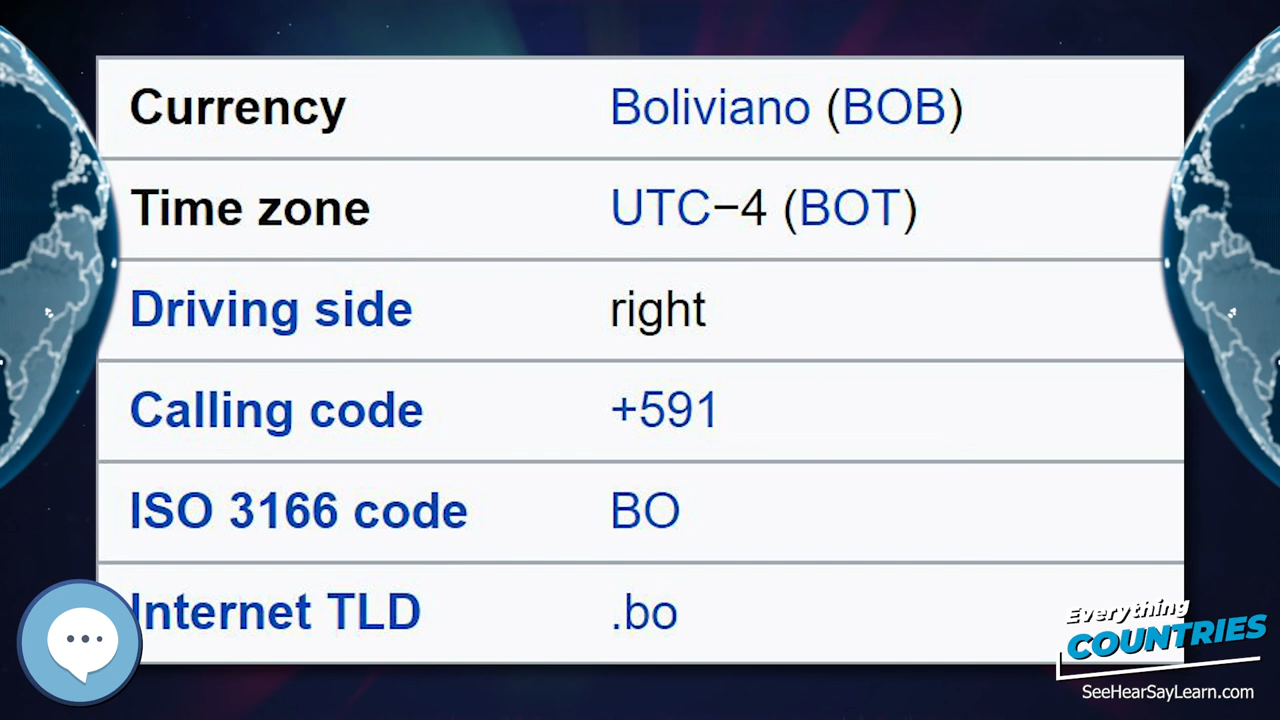 Currency Boliviano (BOB)
Time zone UTC−4 (BOT)
Driving side right
Calling code +591
ISO 3166 code BO
Internet TLD .bo
Everything
COUNTRIES
SeeHearSayLearn.com